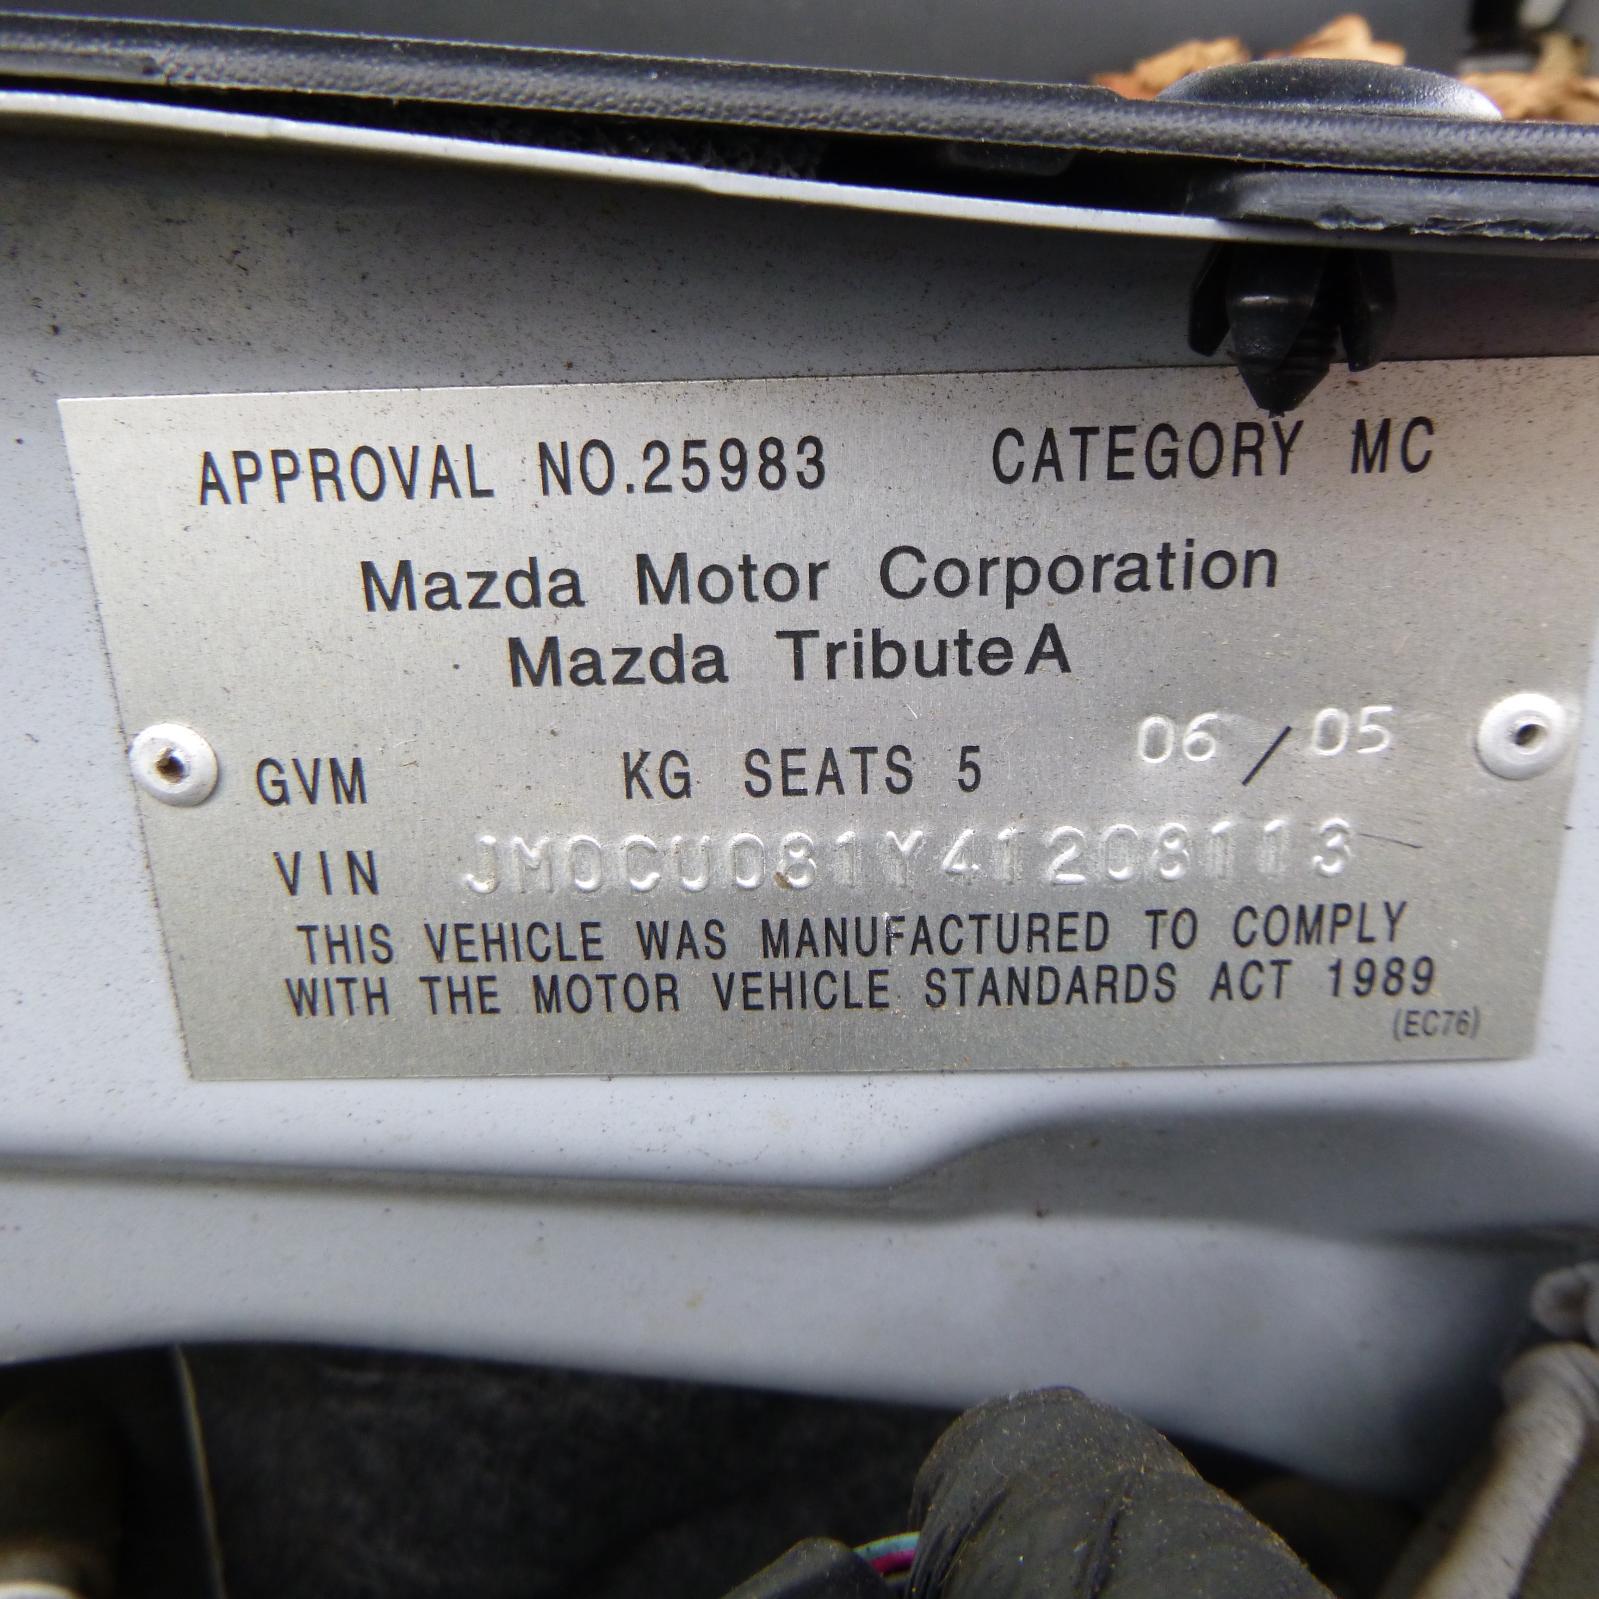 APPROVAL NO.25983 CATEGORY MC
Mazda Motor Corporation
Mazda Tribute A
GVM KG SEATS 5 06/05
VIN JM0CU081Y41208113
THIS VEHICLE WAS MANUFACTURED TO COMPLY
WITH THE MOTOR VEHICLE STANDARDS ACT 1989
(EC76)